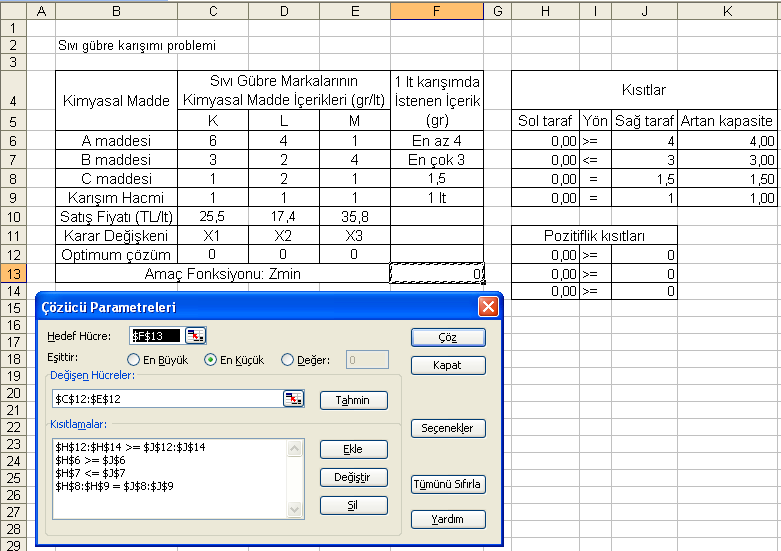 A B C D E F G H I J K
1
2 Sıvı gübre karışımı problemi
3
4 Kimyasal Madde Sıvı Gübre Markalarının Kimyasal Madde İçerikleri (gr/lt) 1 lt karışımda İstenen İçerik (gr) Kısıtlar
5 K L M Sol taraf Yön Sağ taraf Artan kapasite
6 A maddesi 6 4 1 En az 4 0,00 >= 4 4,00
7 B maddesi 3 2 4 En çok 3 0,00 <= 3 3,00
8 C maddesi 1 2 1 1,5 0,00 = 1,5 1,50
9 Karışım Hacmi 1 1 1 1 lt 0,00 = 1 1,00
10 Satış Fiyatı (TL/lt) 25,5 17,4 35,8
11 Karar Değişkeni X1 X2 X3 Pozitiflik kısıtları
12 Optimum çözüm 0 0 0 0,00 >= 0
13 Amaç Fonksiyonu: Zmin 0 0,00 >= 0
14 0,00 >= 0
15
16
17
18
19
20
21
22
23
24
25
26
27
28
29
Çözücü Parametreleri
Hedef Hücre: $F$13 Çöz
Eşittir: En Büyük En Küçük Değer: 0 Kapat
Değişen Hücreler:
$C$12:$E$12 Tahmin
Kısıtlamalar: Seçenekler
$H$12:$H$14 >= $J$12:$J$14 Ekle
$H$6 >= $J$6
$H$7 <= $J$7 Değiştir
$H$8:$H$9 = $J$8:$J$9 Tümünü Sıfırla
Sil
Yardım